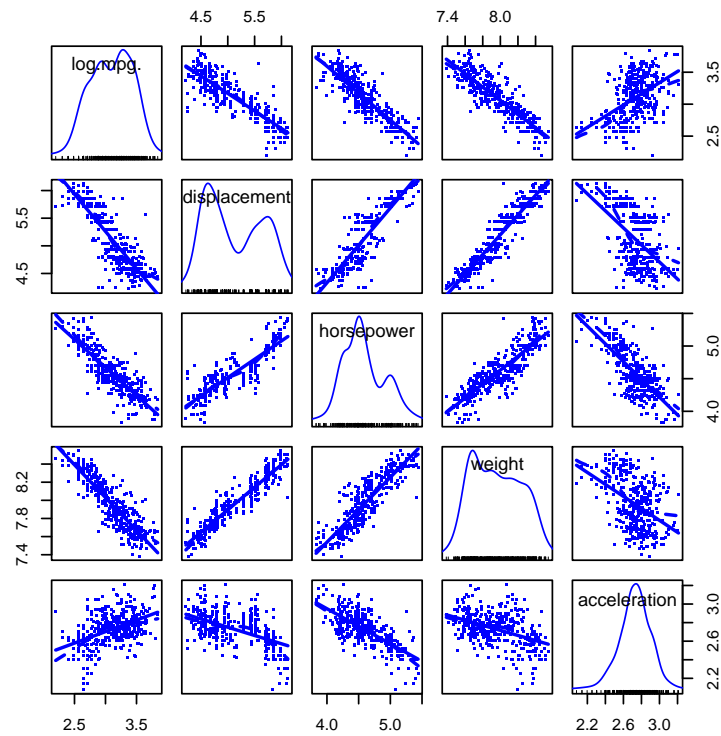 4.5 5.5 7.4 8.0
log.mpg.
2.5 3.5
displacement
4.5 5.5
horsepower
4.0 5.0
weight
7.4 7.8 8.2
acceleration
2.2 2.6 3.0
2.5 3.5 4.0 5.0 2.2 2.6 3.0